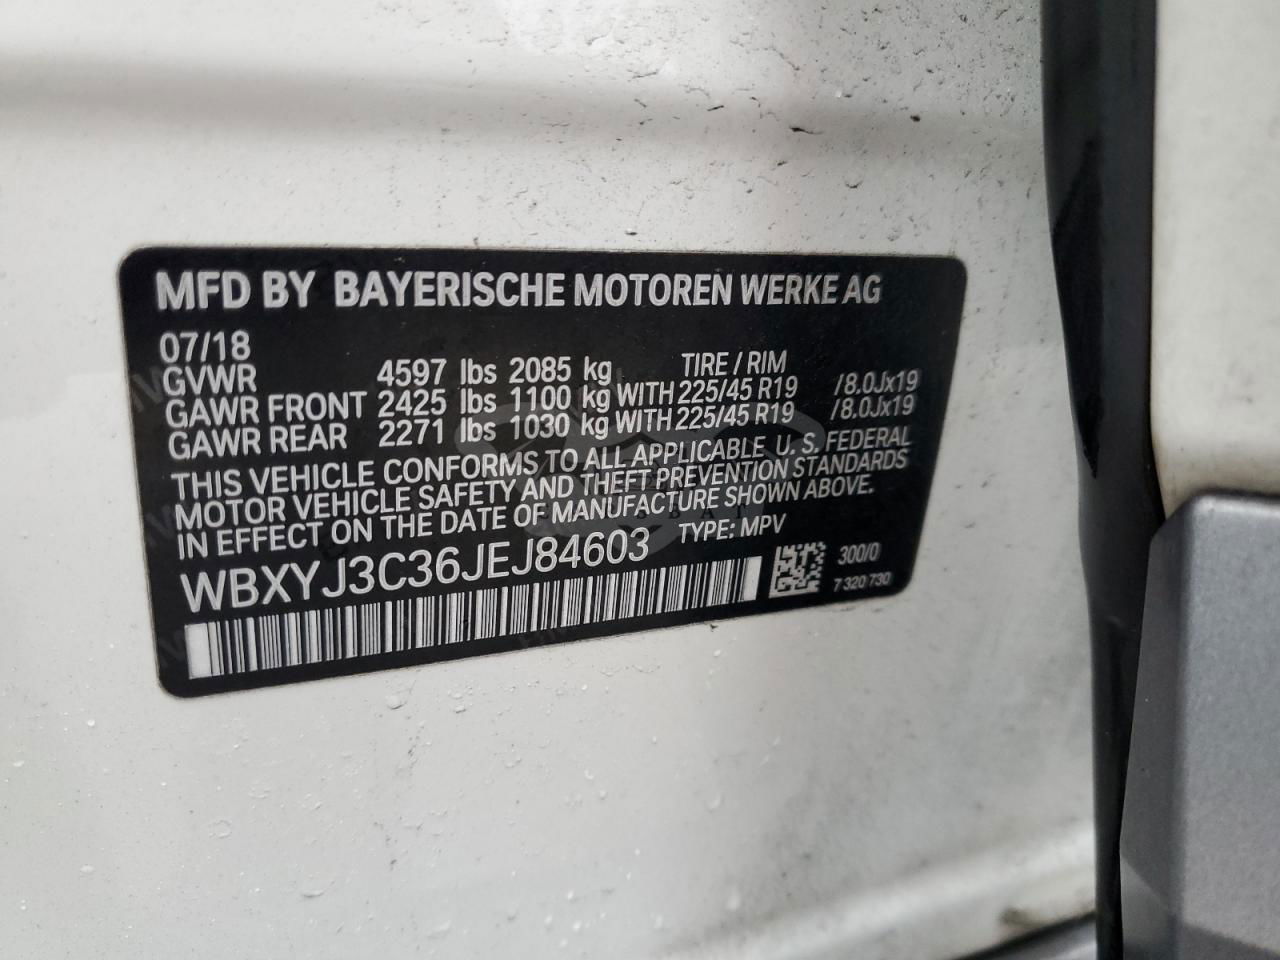 MFD BY BAYERISCHE MOTOREN WERKE AG
07/18
GVWR 4597 lbs 2085 kg TIRE / RIM
GAWR FRONT 2425 lbs 1100 kg WITH 225/45 R19 /8.0Jx19
GAWR REAR 2271 lbs 1030 kg WITH 225/45 R19 /8.0Jx19
THIS VEHICLE CONFORMS TO ALL APPLICABLE U. S. FEDERAL
MOTOR VEHICLE SAFETY AND THEFT PREVENTION STANDARDS
IN EFFECT ON THE DATE OF MANUFACTURE SHOWN ABOVE.
WBXYJ3C36JEJ84603 TYPE: MPV
300/0
7 320 730